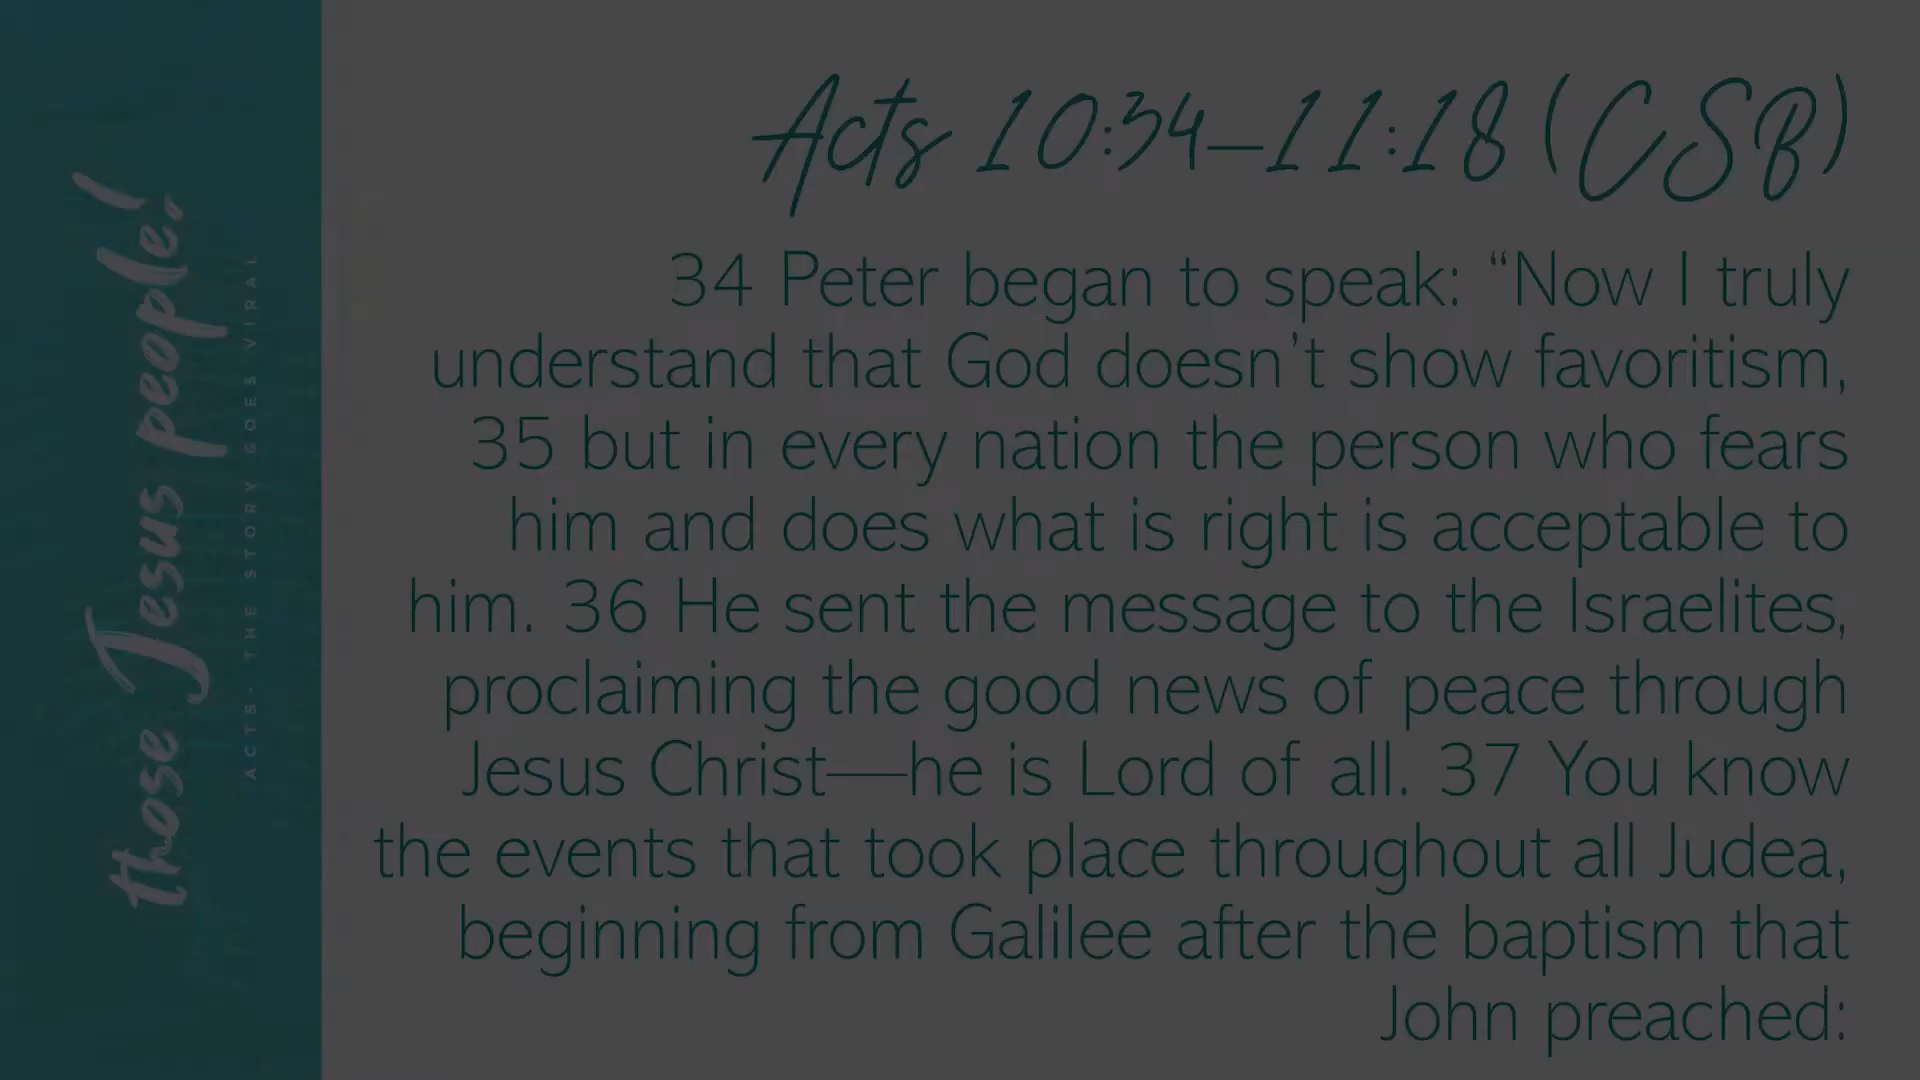 those Jesus people!
ACTS- THE STORY GOES VIRAL
Acts 10:34–11:18 (CSB)
34 Peter began to speak: “Now I truly
understand that God doesn’t show favoritism,
35 but in every nation the person who fears
him and does what is right is acceptable to
him. 36 He sent the message to the Israelites,
proclaiming the good news of peace through
Jesus Christ—he is Lord of all. 37 You know
the events that took place throughout all Judea,
beginning from Galilee after the baptism that
John preached: